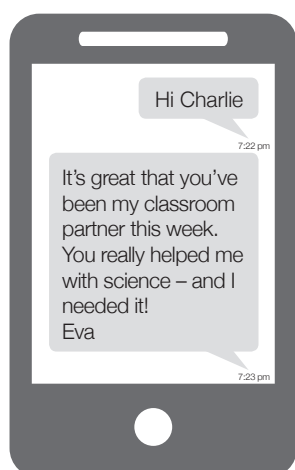 Hi Charlie
7:22 pm
It's great that you've
been my classroom
partner this week.
You really helped me
with science – and I
needed it!
Eva
7:23 pm